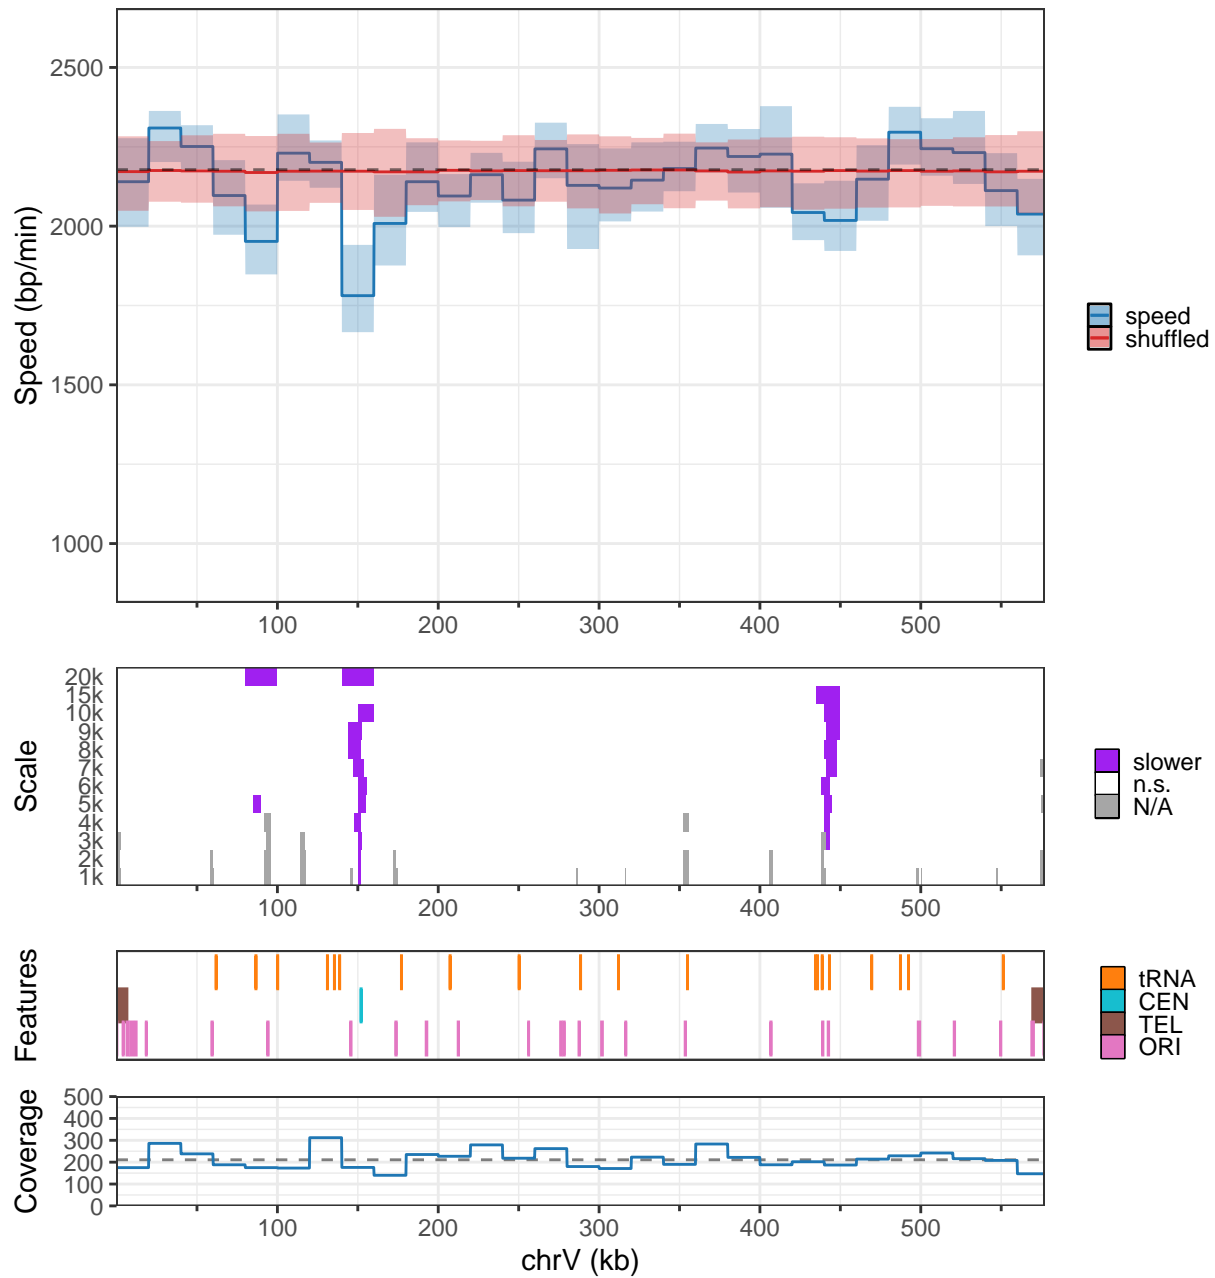 Speed (bp/min)
2500
2000
1500
1000
100 200 300 400 500
speed
shuffled
Scale
20k
15k
10k
9k
8k
7k
6k
5k
4k
3k
2k
1k
100 200 300 400 500
slower
n.s.
N/A
Features
tRNA
CEN
TEL
ORI
Coverage
500
400
300
200
100
0
100 200 300 400 500
chrV (kb)